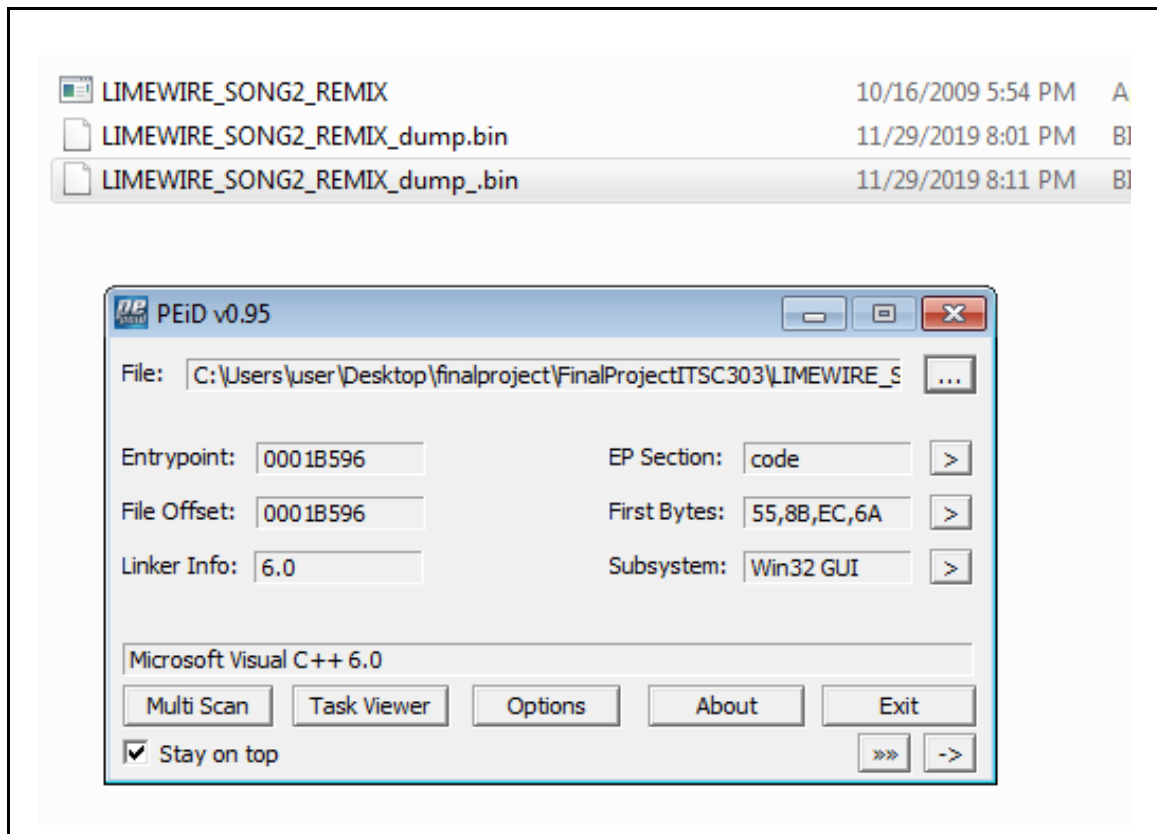 LIMEWIRE_SONG2_REMIX 10/16/2009 5:54 PM A
LIMEWIRE_SONG2_REMIX_dump.bin 11/29/2019 8:01 PM BI
LIMEWIRE_SONG2_REMIX_dump_.bin 11/29/2019 8:11 PM BI
PEiD v0.95
File: C:\Users\user\Desktop\finalproject\FinalProjectITSC303\LIMEWIRE_S ...
Entrypoint: 0001B596 EP Section: code >
File Offset: 0001B596 First Bytes: 55,8B,EC,6A >
Linker Info: 6.0 Subsystem: Win32 GUI >
Microsoft Visual C++ 6.0
Multi Scan Task Viewer Options About Exit
Stay on top »» ->